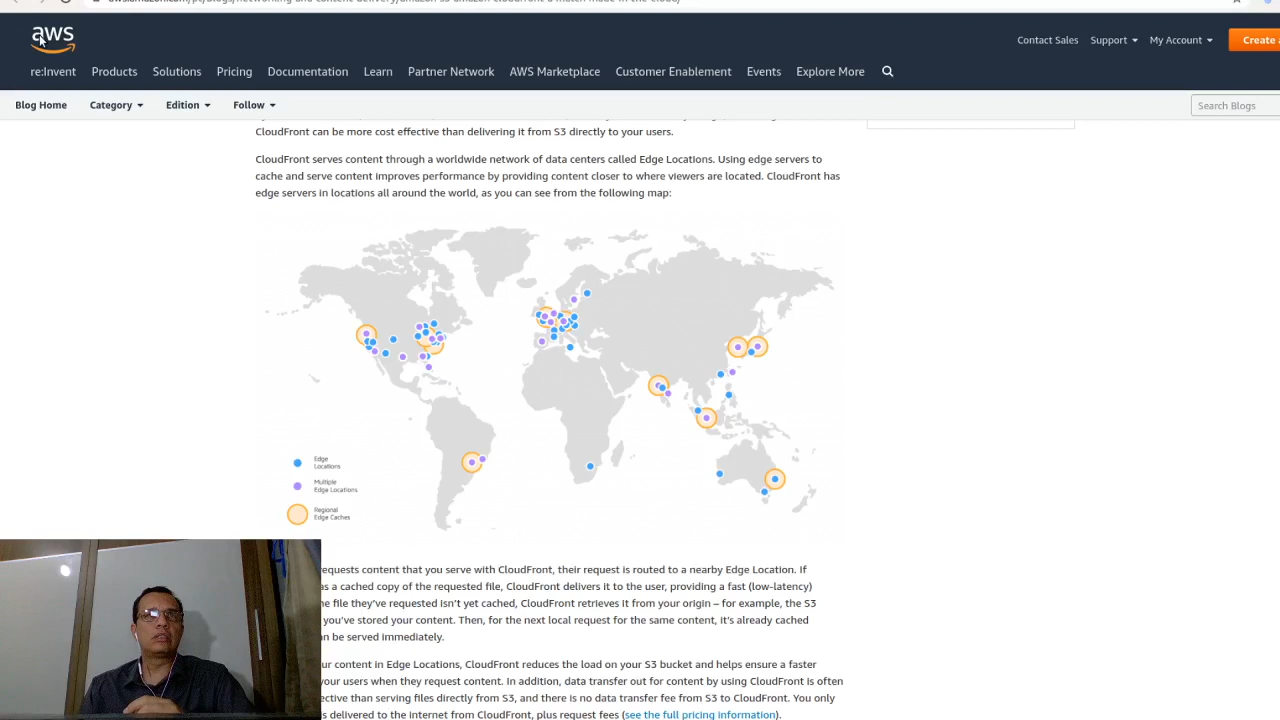 aws
Contact Sales Support My Account Create a
re:Invent Products Solutions Pricing Documentation Learn Partner Network AWS Marketplace Customer Enablement Events Explore More
Blog Home Category Edition Follow Search Blogs
CloudFront can be more cost effective than delivering it from S3 directly to your users.
CloudFront serves content through a worldwide network of data centers called Edge Locations. Using edge servers to
cache and serve content improves performance by providing content closer to where viewers are located. CloudFront has
edge servers in locations all around the world, as you can see from the following map:
Edge
Locations
Multiple
Edge Locations
Regional
Edge Caches
equests content that you serve with CloudFront, their request is routed to a nearby Edge Location. If
as a cached copy of the requested file, CloudFront delivers it to the user, providing a fast (low-latency)
he file they've requested isn't yet cached, CloudFront retrieves it from your origin – for example, the S3
you've stored your content. Then, for the next local request for the same content, it's already cached
an be served immediately.
ur content in Edge Locations, CloudFront reduces the load on your S3 bucket and helps ensure a faster
your users when they request content. In addition, data transfer out for content by using CloudFront is often
ective than serving files directly from S3, and there is no data transfer fee from S3 to CloudFront. You only
s delivered to the internet from CloudFront, plus request fees (see the full pricing information).